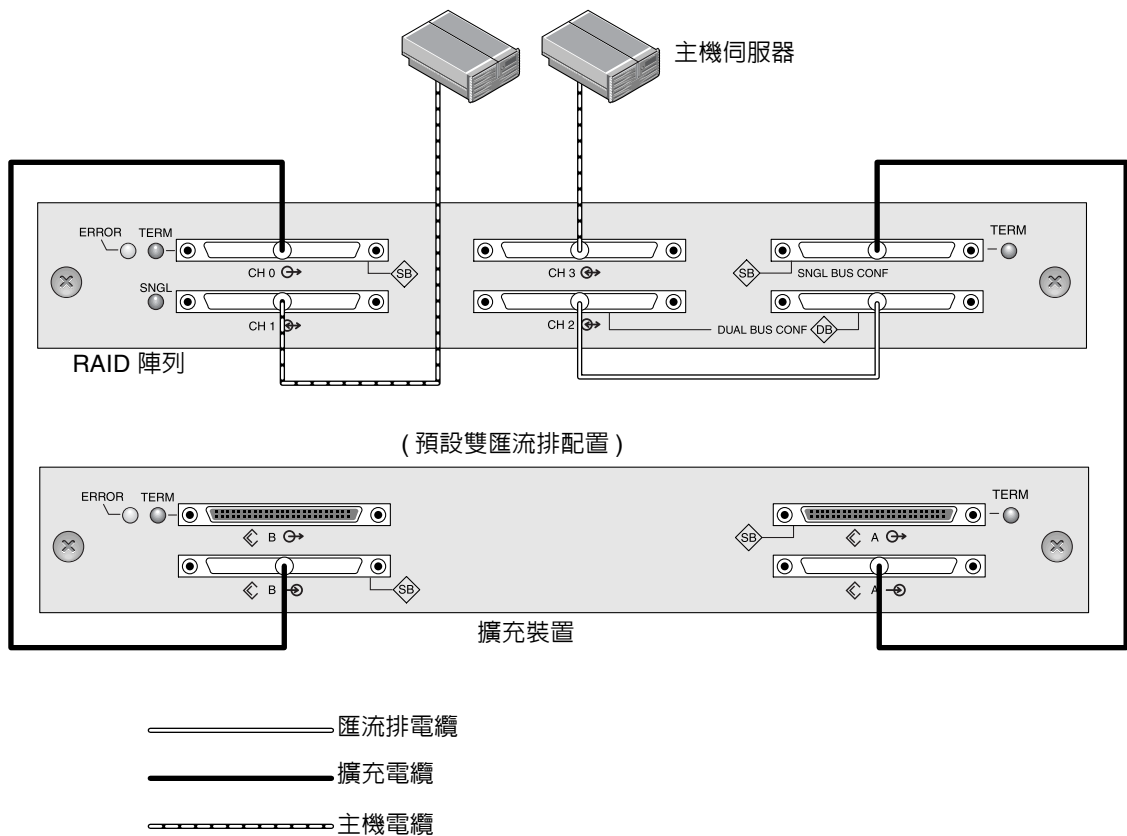 主機伺服器
ERROR TERM
TERM
CH 0
SB
CH 3
SB
SNGL BUS CONF
SNGL
CH 1
CH 2
DUAL BUS CONF
DB
RAID 陣列
( 預設雙匯流排配置 )
ERROR TERM
TERM
B
SB
A
B
SB
A
擴充裝置
匯流排電纜
擴充電纜
主機電纜